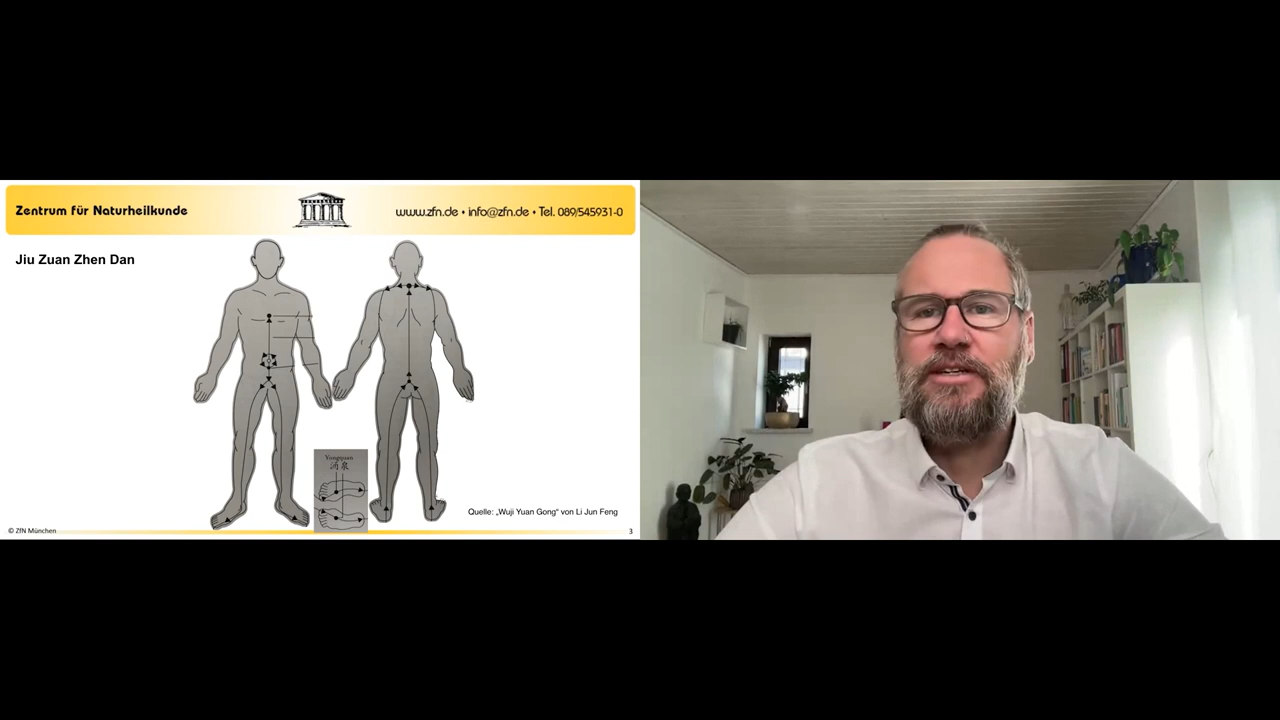 Zentrum für Naturheilkunde
www.zfn.de • info@zfn.de • Tel. 089/545931-0
Jiu Zuan Zhen Dan
Yongquan
涌泉
Quelle: „Wuji Yuan Gong“ von Li Jun Feng
© ZfN München
3